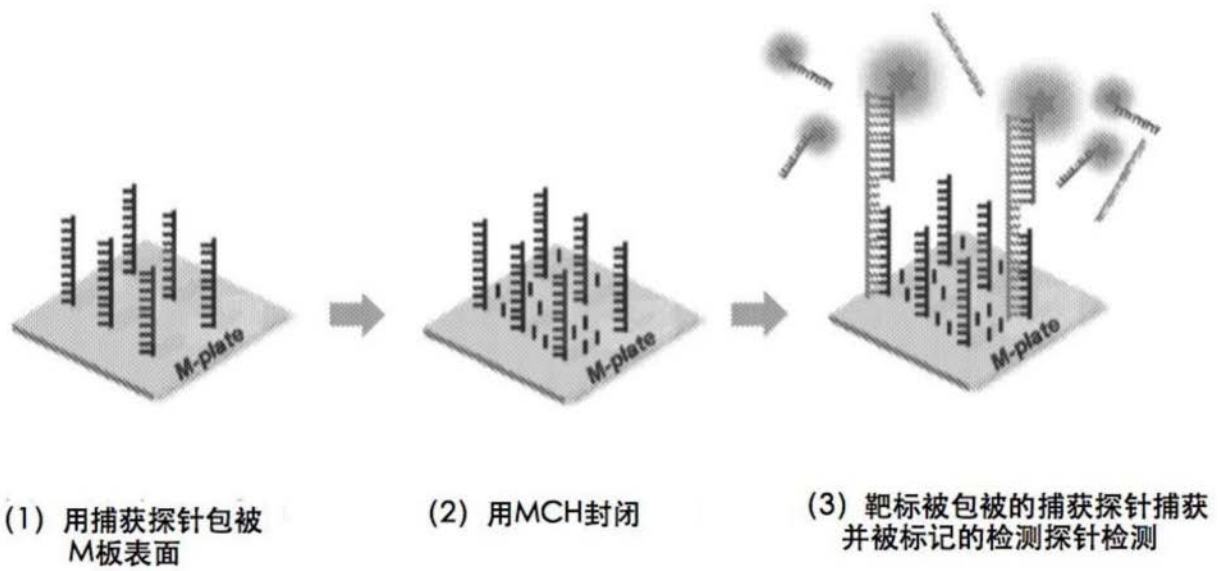 M-plate
M-plate
M-plate
(1) 用捕获探针包被
M板表面
(2) 用MCH封闭
(3) 靶标被包被的捕获探针捕获
并被标记的检测探针检测